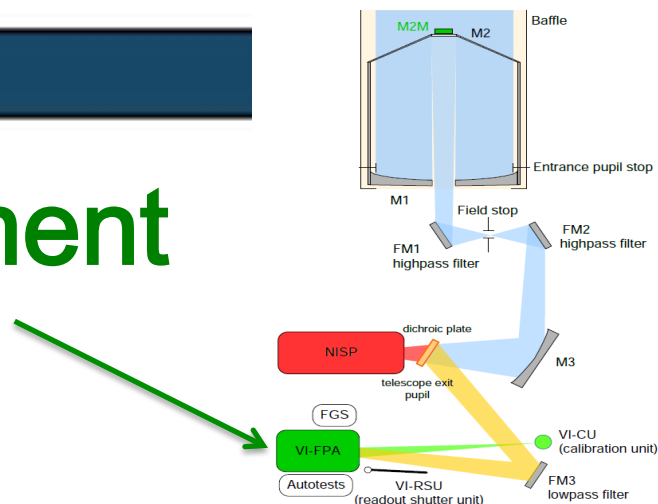 Baffle
M2M
M2
Entrance pupil stop
M1
Field stop
FM1
highpass filter
FM2
highpass filter
dichroic plate
NISP
M3
telescope exit
pupil
FGS
VI-FPA
VI-CU
(calibration unit)
Autotests
VI-RSU
(readout shutter unit)
FM3
lowpass filter